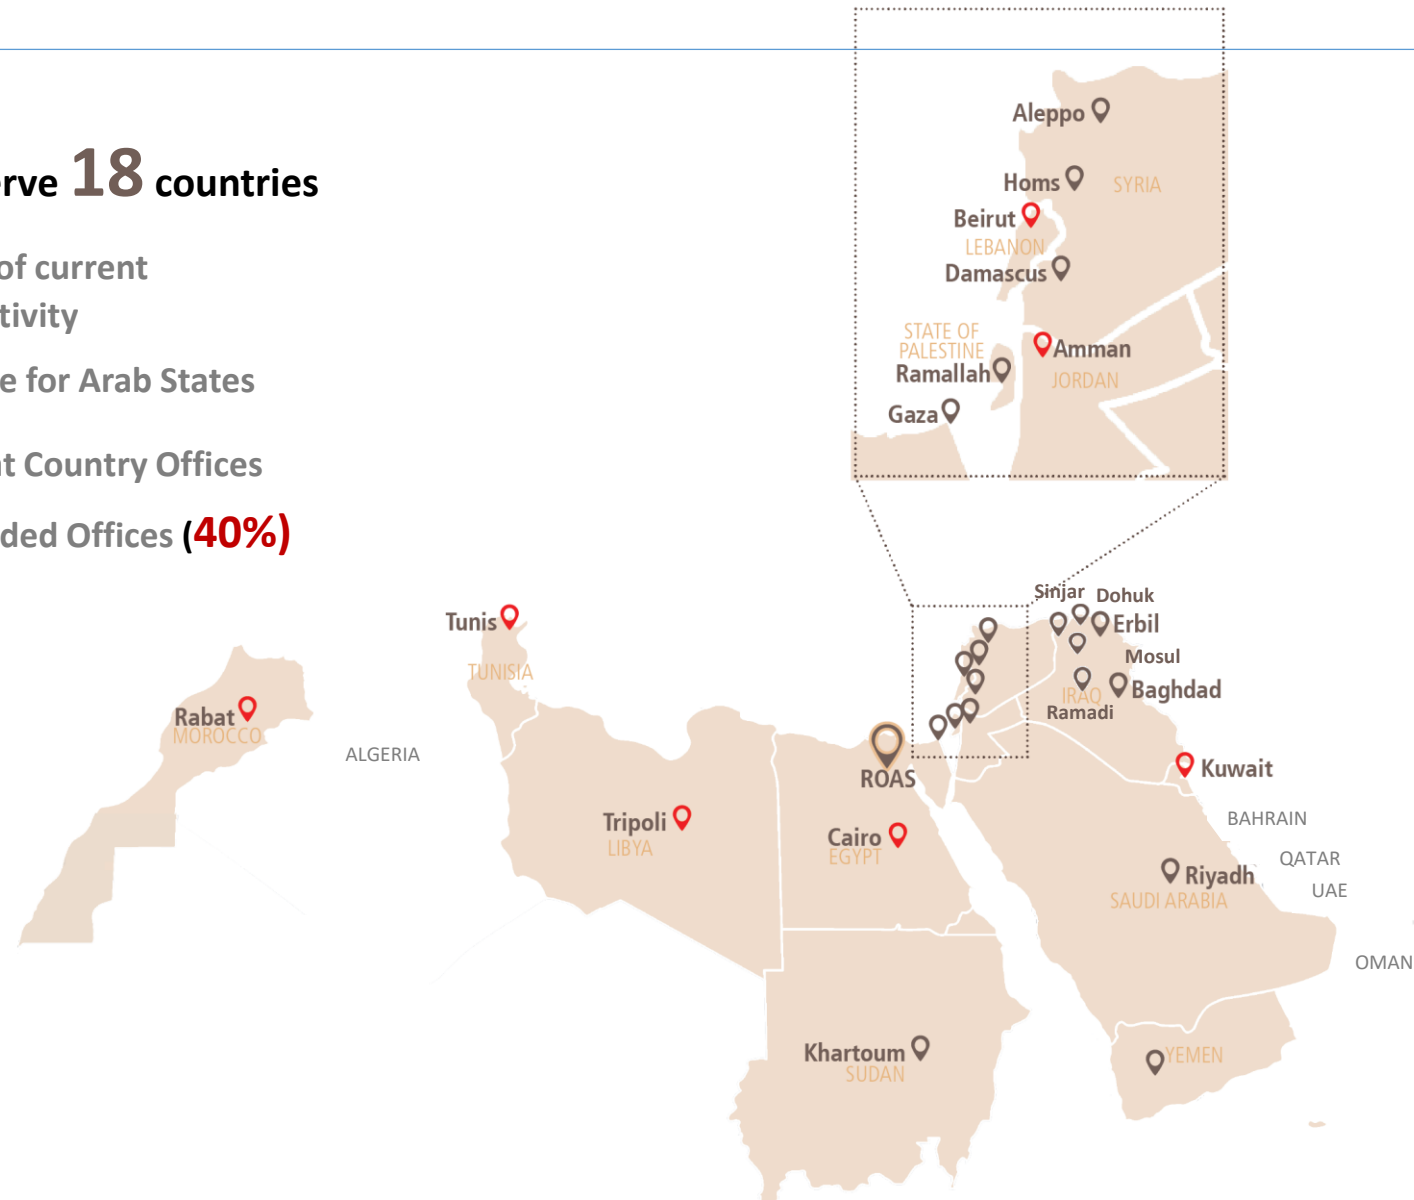 erve 18 countries
of current
tivity
e for Arab States
t Country Offices
ded Offices (40%)
Aleppo
Homs
SYRIA
Beirut
LEBANON
Damascus
STATE OF
PALESTINE
Amman
Ramallah
JORDAN
Gaza
Sinjar
Dohuk
Tunis
Erbil
Mosul
TUNISIA
IRAQ
Baghdad
Ramadi
Rabat
MOROCCO
ALGERIA
ROAS
Kuwait
Tripoli
LIBYA
Cairo
EGYPT
BAHRAIN
QATAR
Riyadh
UAE
SAUDI ARABIA
OMAN
Khartoum
SUDAN
YEMEN